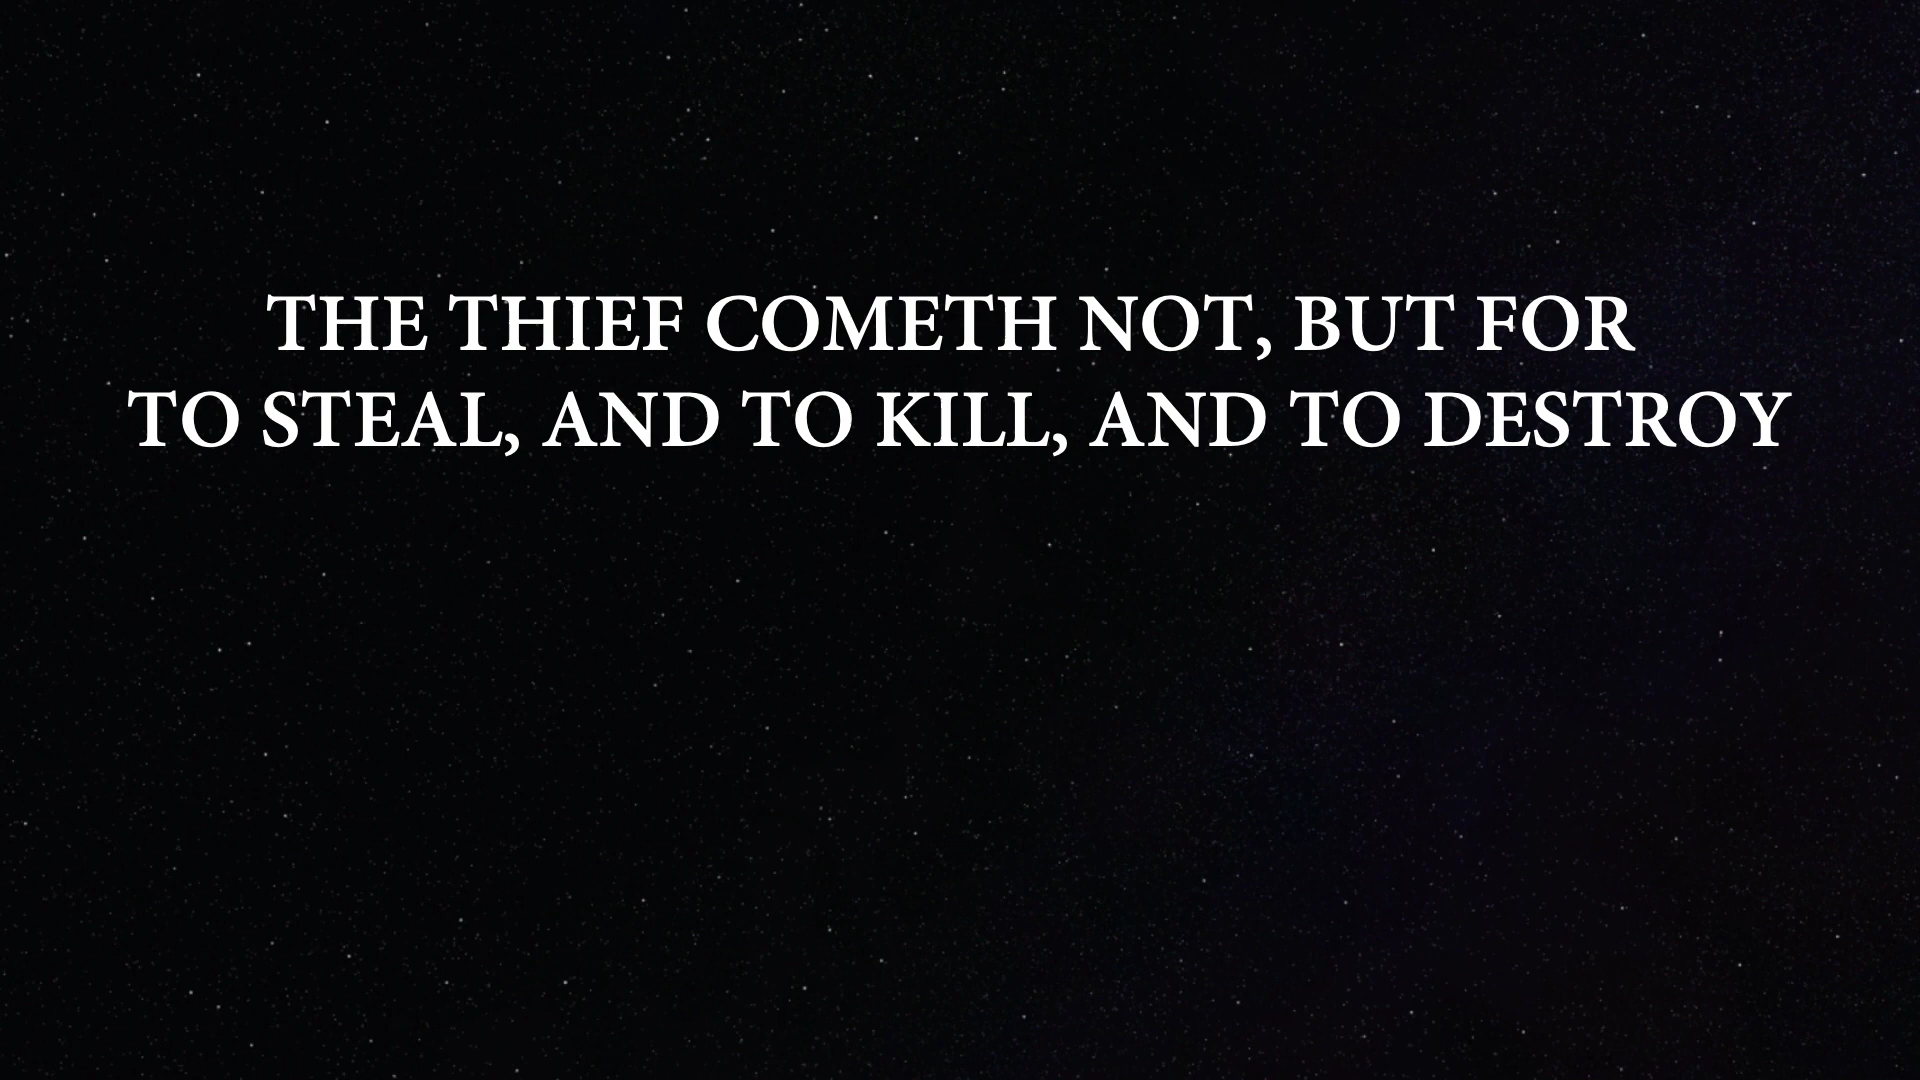 THE THIEF COMETH NOT, BUT FOR
TO STEAL, AND TO KILL, AND TO DESTROY